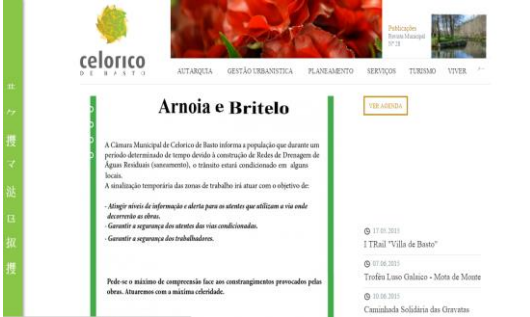 celorico
DE BASTO
Publicações
Revista Municipal
Nº 28
AUTARQUIA GESTÃO URBANISTICA PLANEAMENTO SERVIÇOS TURISMO VIVER
Arnoia e Britelo
VER AGENDA
A Câmara Municipal de Celorico de Basto informa a população que durante um
período determinado de tempo devido à construção de Redes de Drenagem de
Águas Residuais (saneamento), o trânsito estará condicionado em alguns
locais.
A sinalização temporária das zonas de trabalho irá atuar com o objetivo de:
- Atingir níveis de informação e alerta para os utentes que utilizam a via onde
decorrerão as obras.
- Garantir a segurança dos utentes das vias condicionadas.
- Garantir a segurança dos trabalhadores.
Pede-se o máximo de compreensão face aos constrangimentos provocados pelas
obras. Atuaremos com a máxima celeridade.
17.05.2015
I TRail "Villa de Basto"
07.06.2015
Troféu Luso Galaico - Mota de Monte
10.06.2015
Caminhada Solidária das Gravatas